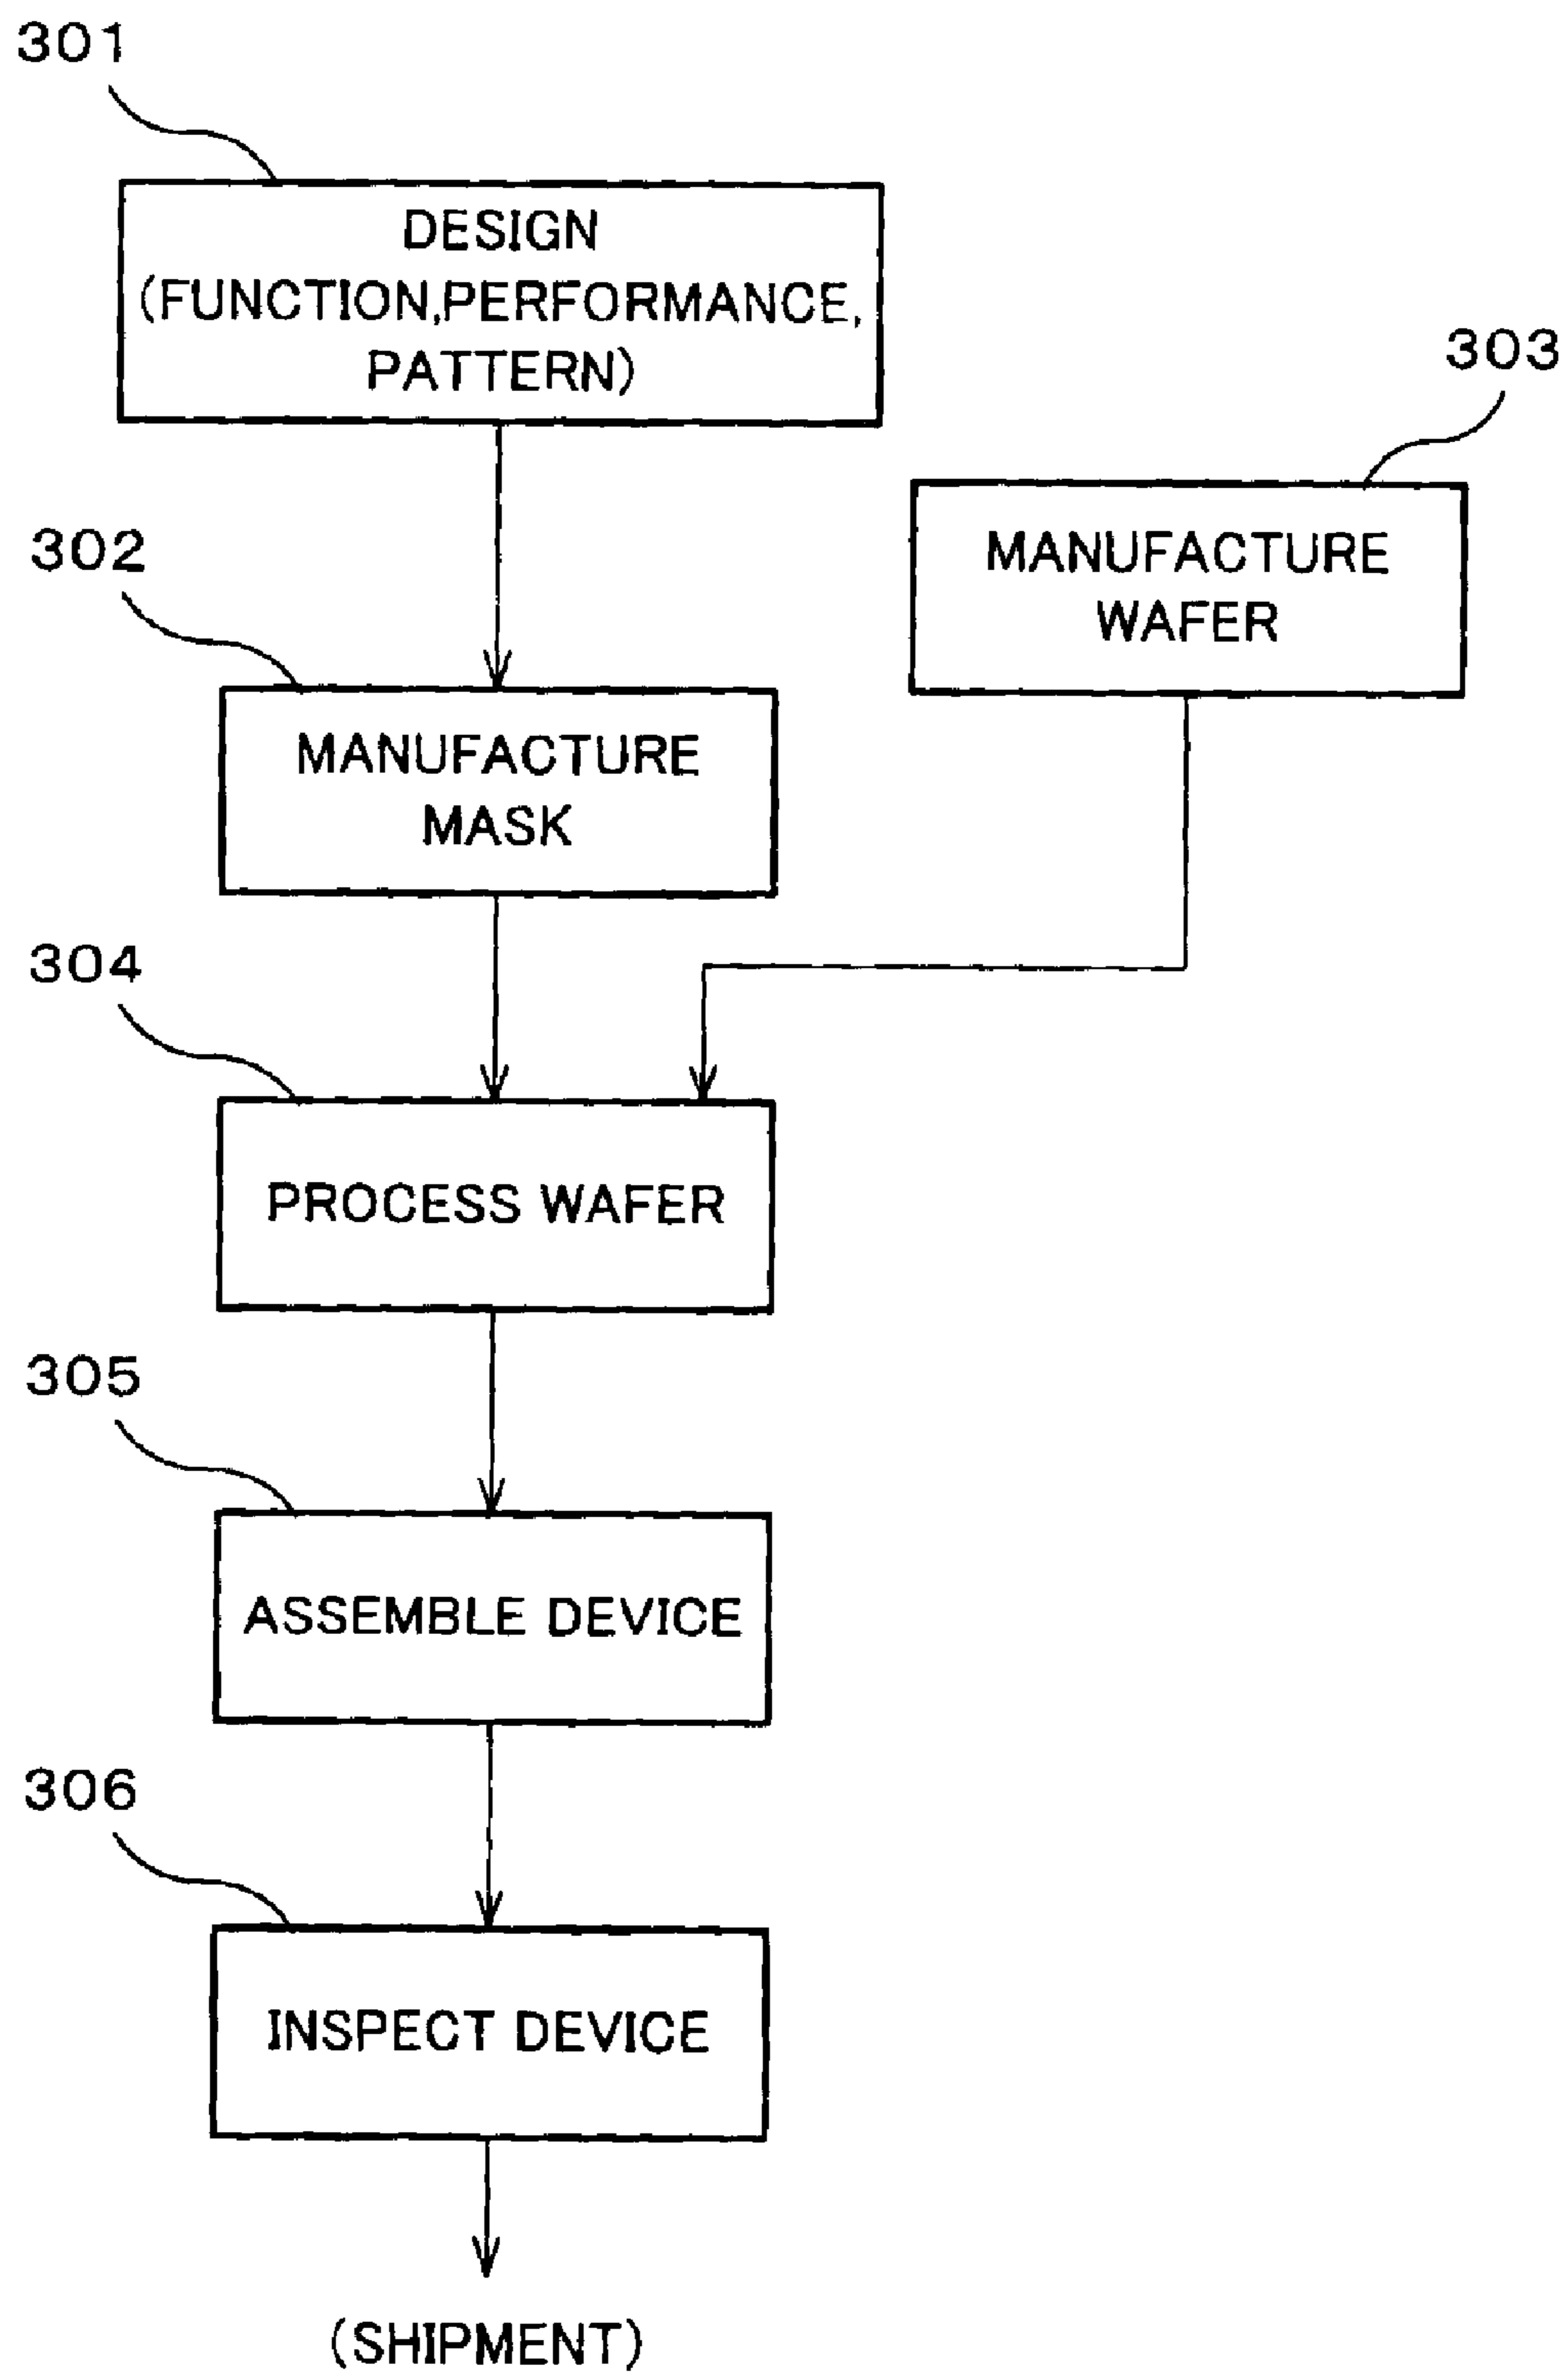 301
DESIGN
(FUNCTION,PERFORMANCE,
PATTERN)
303
MANUFACTURE
WAFER
302
MANUFACTURE
MASK
304
PROCESS WAFER
305
ASSEMBLE DEVICE
306
INSPECT DEVICE
(SHIPMENT)